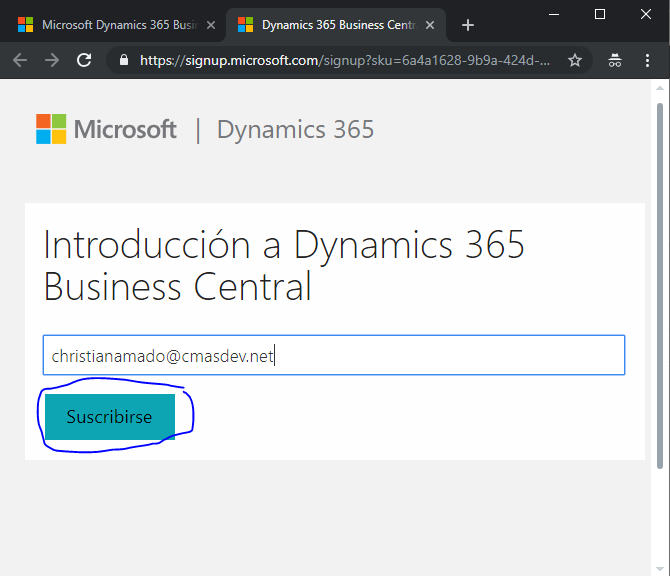 Microsoft Dynamics 365 Busin
Dynamics 365 Business Centr
https://signup.microsoft.com/signup?sku=6a4a1628-9b9a-424d-...
Microsoft | Dynamics 365
Introducción a Dynamics 365
Business Central
christianamado@cmasdev.net
Suscribirse